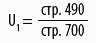 U₁ = стр. 490 / стр. 700